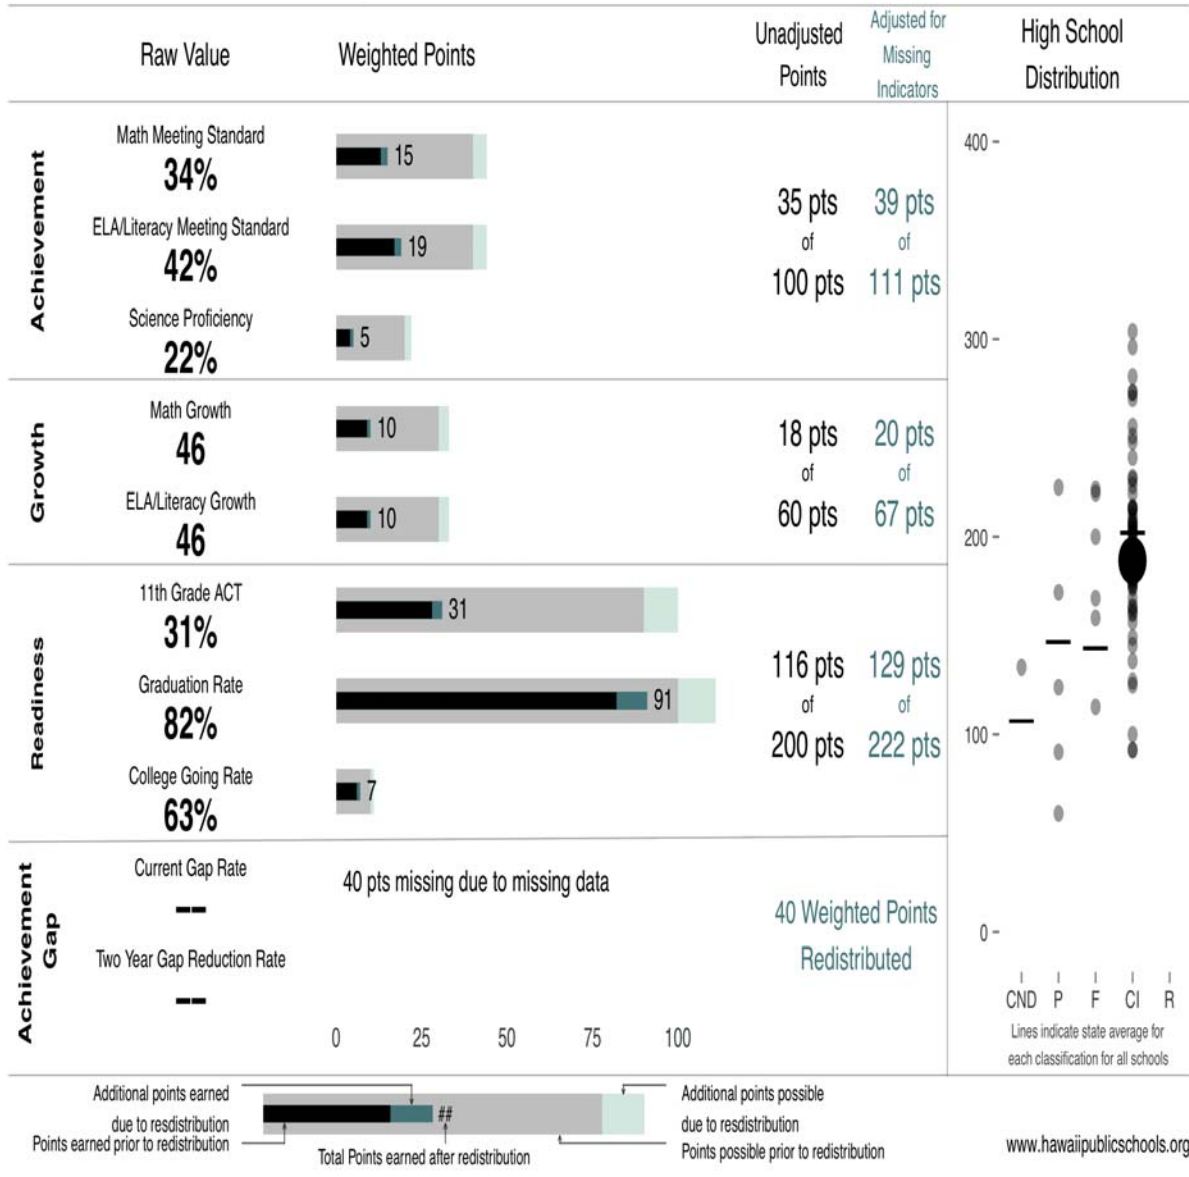 Raw Value
Weighted Points
Unadjusted
Points
Adjusted for
Missing
Indicators
High School
Distribution
Achievement
Math Meeting Standard
34%
15
ELA/Literacy Meeting Standard
42%
19
Science Proficiency
22%
5
35 pts
of
100 pts
39 pts
of
111 pts
Growth
Math Growth
46
10
ELA/Literacy Growth
46
10
18 pts
of
60 pts
20 pts
of
67 pts
Readiness
11th Grade ACT
31%
31
Graduation Rate
82%
91
College Going Rate
63%
7
116 pts
of
200 pts
129 pts
of
222 pts
Achievement
Gap
Current Gap Rate
--
Two Year Gap Reduction Rate
--
40 pts missing due to missing data
40 Weighted Points
Redistributed
0 25 50 75 100
400
300
200
100
0
CND P F CI R
Lines indicate state average for
each classification for all schools
Additional points earned
due to resdistribution
Points earned prior to redistribution
##
Total Points earned after redistribution
Additional points possible
due to resdistribution
Points possible prior to redistribution
www.hawaiipublicschools.org